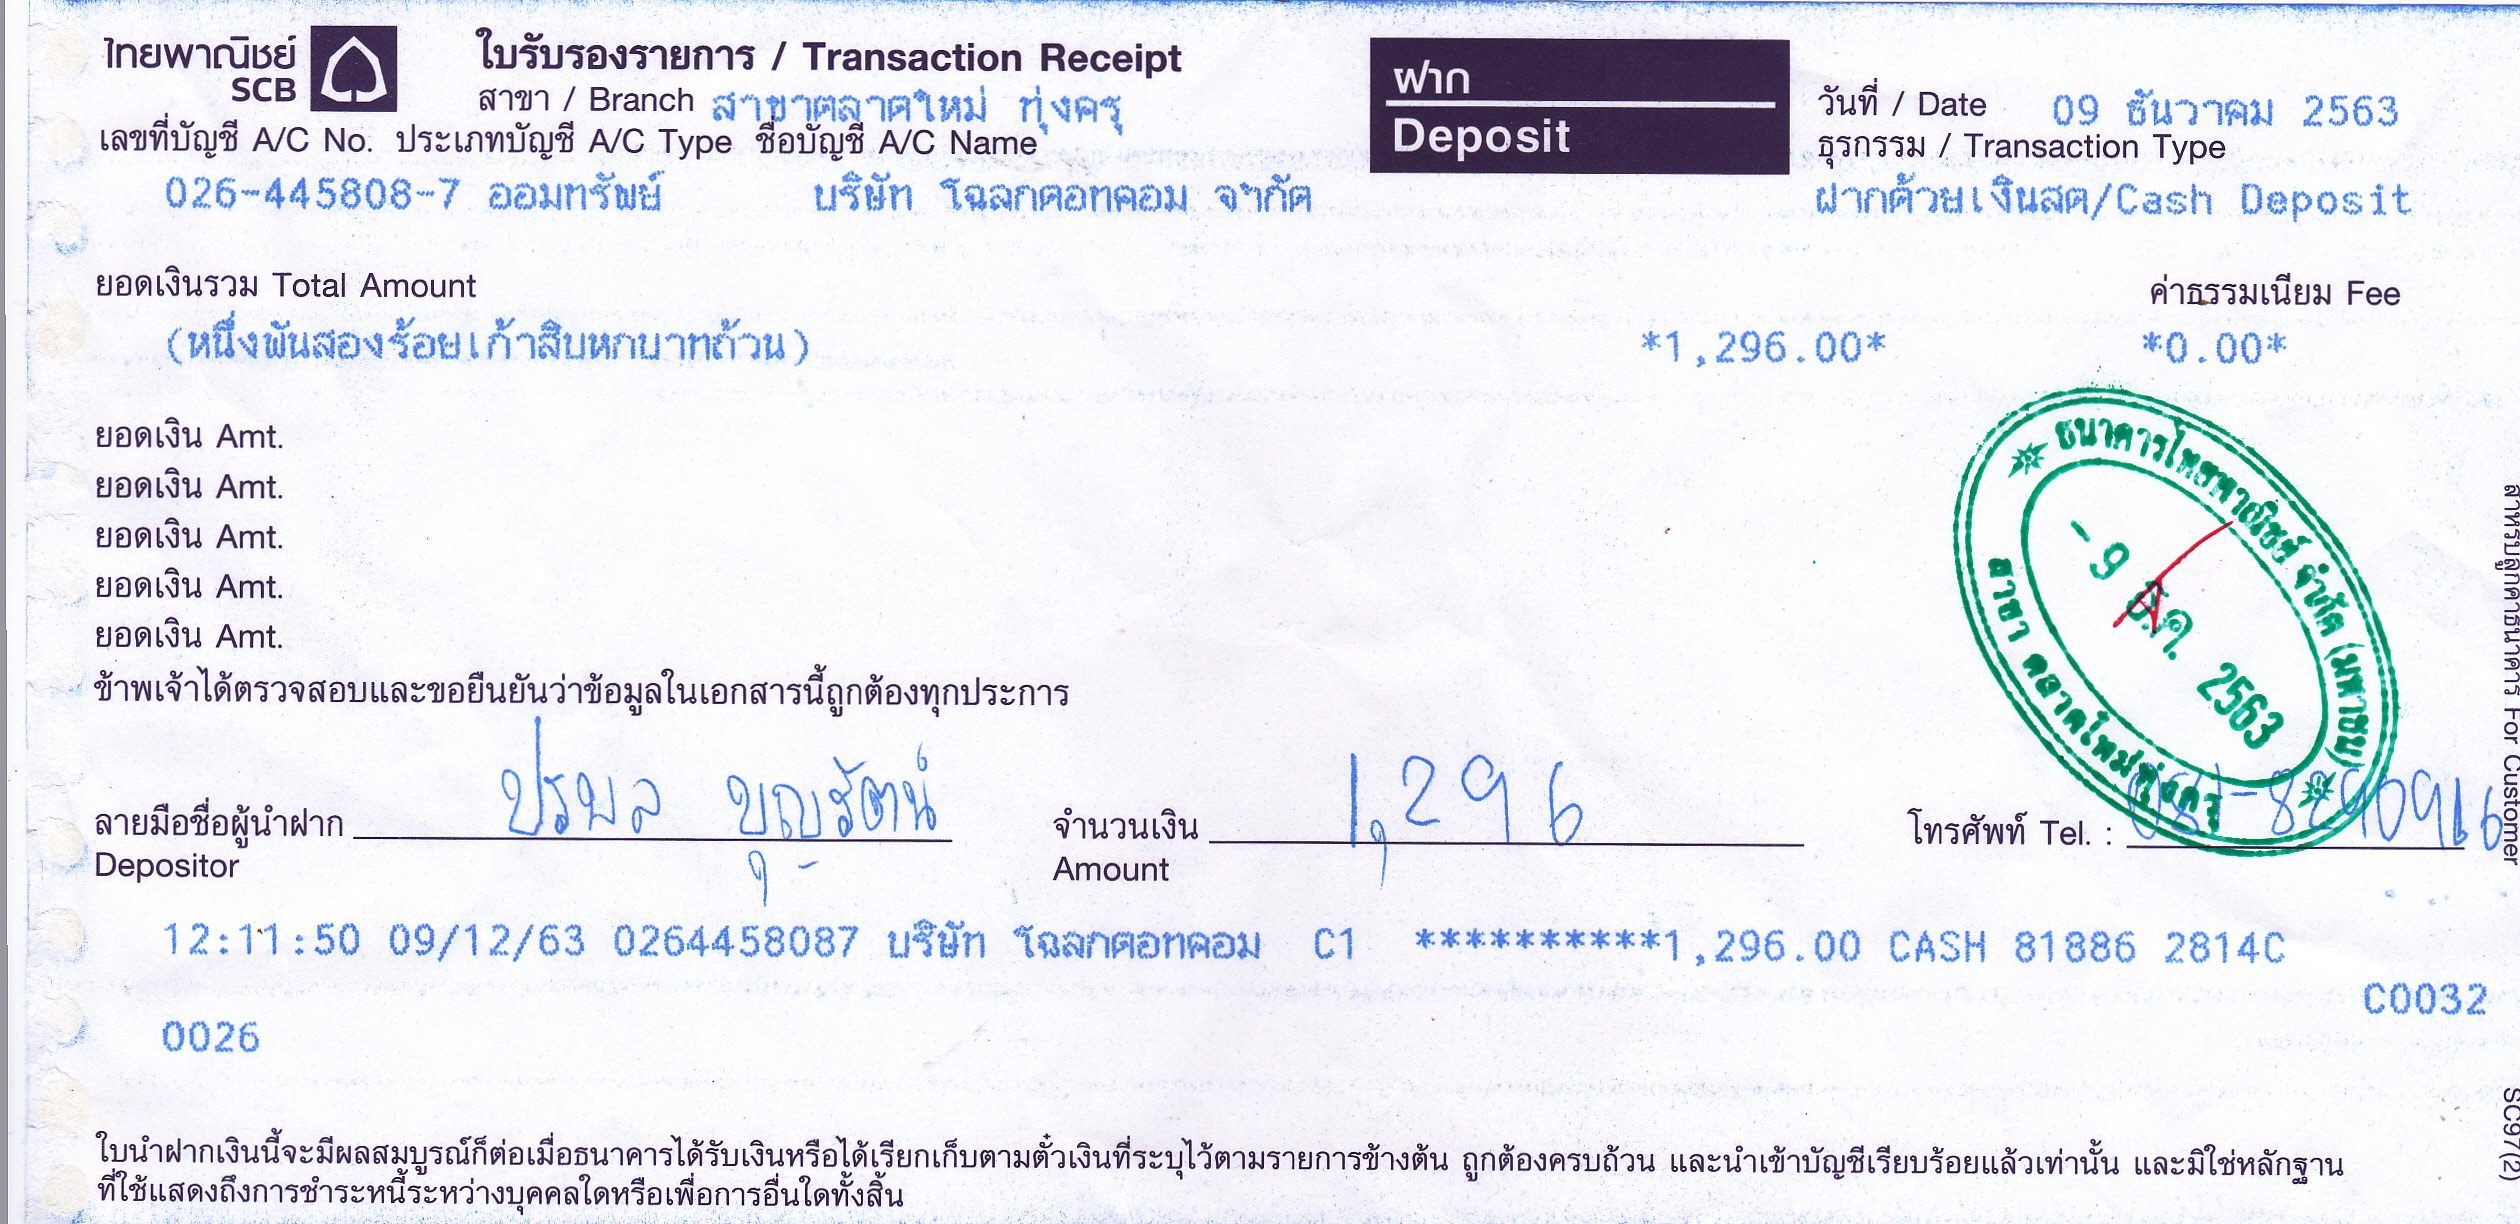 ไทยพาณิชย์
SCB
ใบรับรองรายการ / Transaction Receipt
สาขา / Branch สาขาตลาดใหม่ ทุ่งครุ
ฝาก
Deposit
วันที่ / Date 09 ธันวาคม 2563
ธุรกรรม / Transaction Type
เลขที่บัญชี A/C No. ประเภทบัญชี A/C Type ชื่อบัญชี A/C Name
026-445808-7 ออมทรัพย์ บริษัท โฉลกดอทคอม จำกัด
ฝากด้วยเงินสด/Cash Deposit
ยอดเงินรวม Total Amount
ค่าธรรมเนียม Fee
(หนึ่งพันสองร้อยเก้าสิบหกบาทถ้วน) *1,296.00* *0.00*
ยอดเงิน Amt.
ยอดเงิน Amt.
ยอดเงิน Amt.
ยอดเงิน Amt.
ยอดเงิน Amt.
ธนาคารไทยพาณิชย์ จำกัด (มหาชน)
-9 ธ.ค. 2563
สาขา ตลาดใหม่ทุ่งครุ
ข้าพเจ้าได้ตรวจสอบและขอยืนยันว่าข้อมูลในเอกสารนี้ถูกต้องทุกประการ
ลายมือชื่อผู้นำฝาก
Depositor
จำนวนเงิน 1,296
Amount
โทรศัพท์ Tel. :
12:11:50 09/12/63 0264458087 บริษัท โฉลกดอทคอม C1 **********1,296.00 CASH 81886 2814C
C0032
0026
ใบนำฝากเงินนี้จะมีผลสมบูรณ์ก็ต่อเมื่อธนาคารได้รับเงินหรือได้เรียกเก็บตามตั๋วเงินที่ระบุไว้ตามรายการข้างต้น ถูกต้องครบถ้วน และนำเข้าบัญชีเรียบร้อยแล้วเท่านั้น และมิใช่หลักฐาน
ที่ใช้แสดงถึงการชำระหนี้ระหว่างบุคคลใดหรือเพื่อการอื่นใดทั้งสิ้น
สำหรับลูกค้าธนาคาร For Customer
SC97(2)